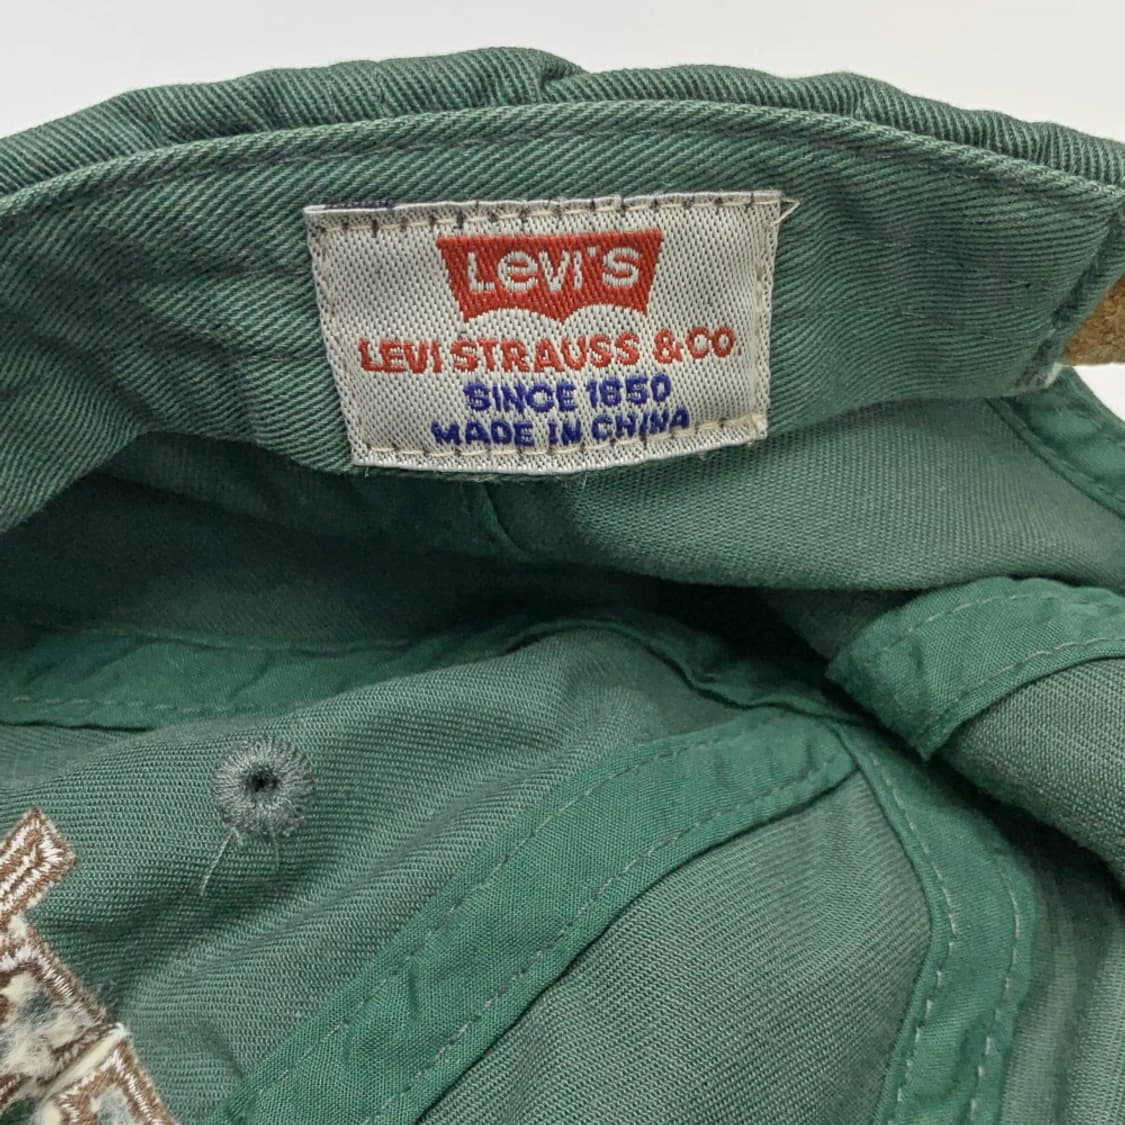 LEVI'S
LEVI STRAUSS & CO.
SINCE 1850
MADE IN CHINA